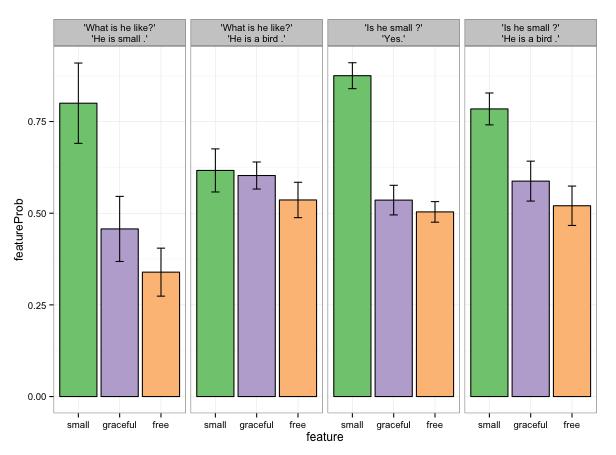 'What is he like?' 'What is he like?' 'Is he small ?' 'Is he small ?'
'He is small .' 'He is a bird .' 'Yes.' 'He is a bird .'
featureProb
0.75
0.50
0.25
0.00
small graceful free small graceful free small graceful free small graceful free
feature